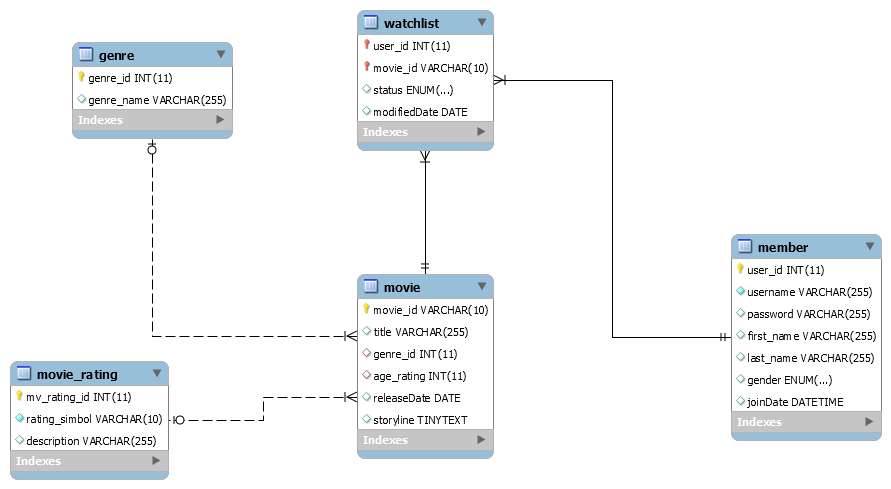 genre
genre_id INT(11)
genre_name VARCHAR(255)
Indexes
watchlist
user_id INT(11)
movie_id VARCHAR(10)
status ENUM(...)
modifiedDate DATE
Indexes
movie
movie_id VARCHAR(10)
title VARCHAR(255)
genre_id INT(11)
age_rating INT(11)
releaseDate DATE
storyline TINYTEXT
Indexes
movie_rating
mv_rating_id INT(11)
rating_simbol VARCHAR(10)
description VARCHAR(255)
Indexes
member
user_id INT(11)
username VARCHAR(255)
password VARCHAR(255)
first_name VARCHAR(255)
last_name VARCHAR(255)
gender ENUM(...)
joinDate DATETIME
Indexes